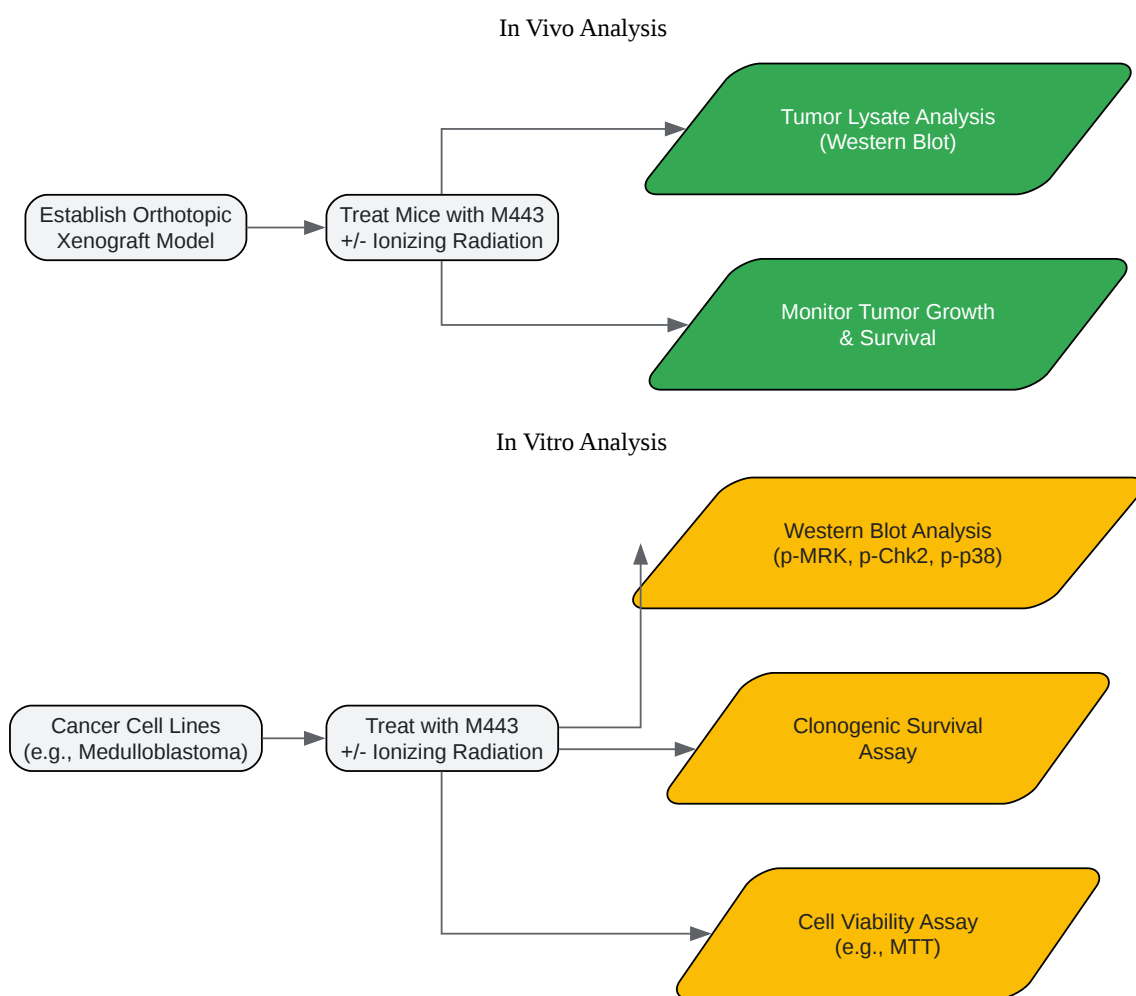 In Vivo Analysis
Tumor Lysate Analysis
(Western Blot)
Establish Orthotopic
Xenograft Model
Treat Mice with M443
+/- Ionizing Radiation
Monitor Tumor Growth
& Survival
In Vitro Analysis
Western Blot Analysis
(p-MRK, p-Chk2, p-p38)
Cancer Cell Lines
(e.g., Medulloblastoma)
Treat with M443
+/- Ionizing Radiation
Clonogenic Survival
Assay
Cell Viability Assay
(e.g., MTT)